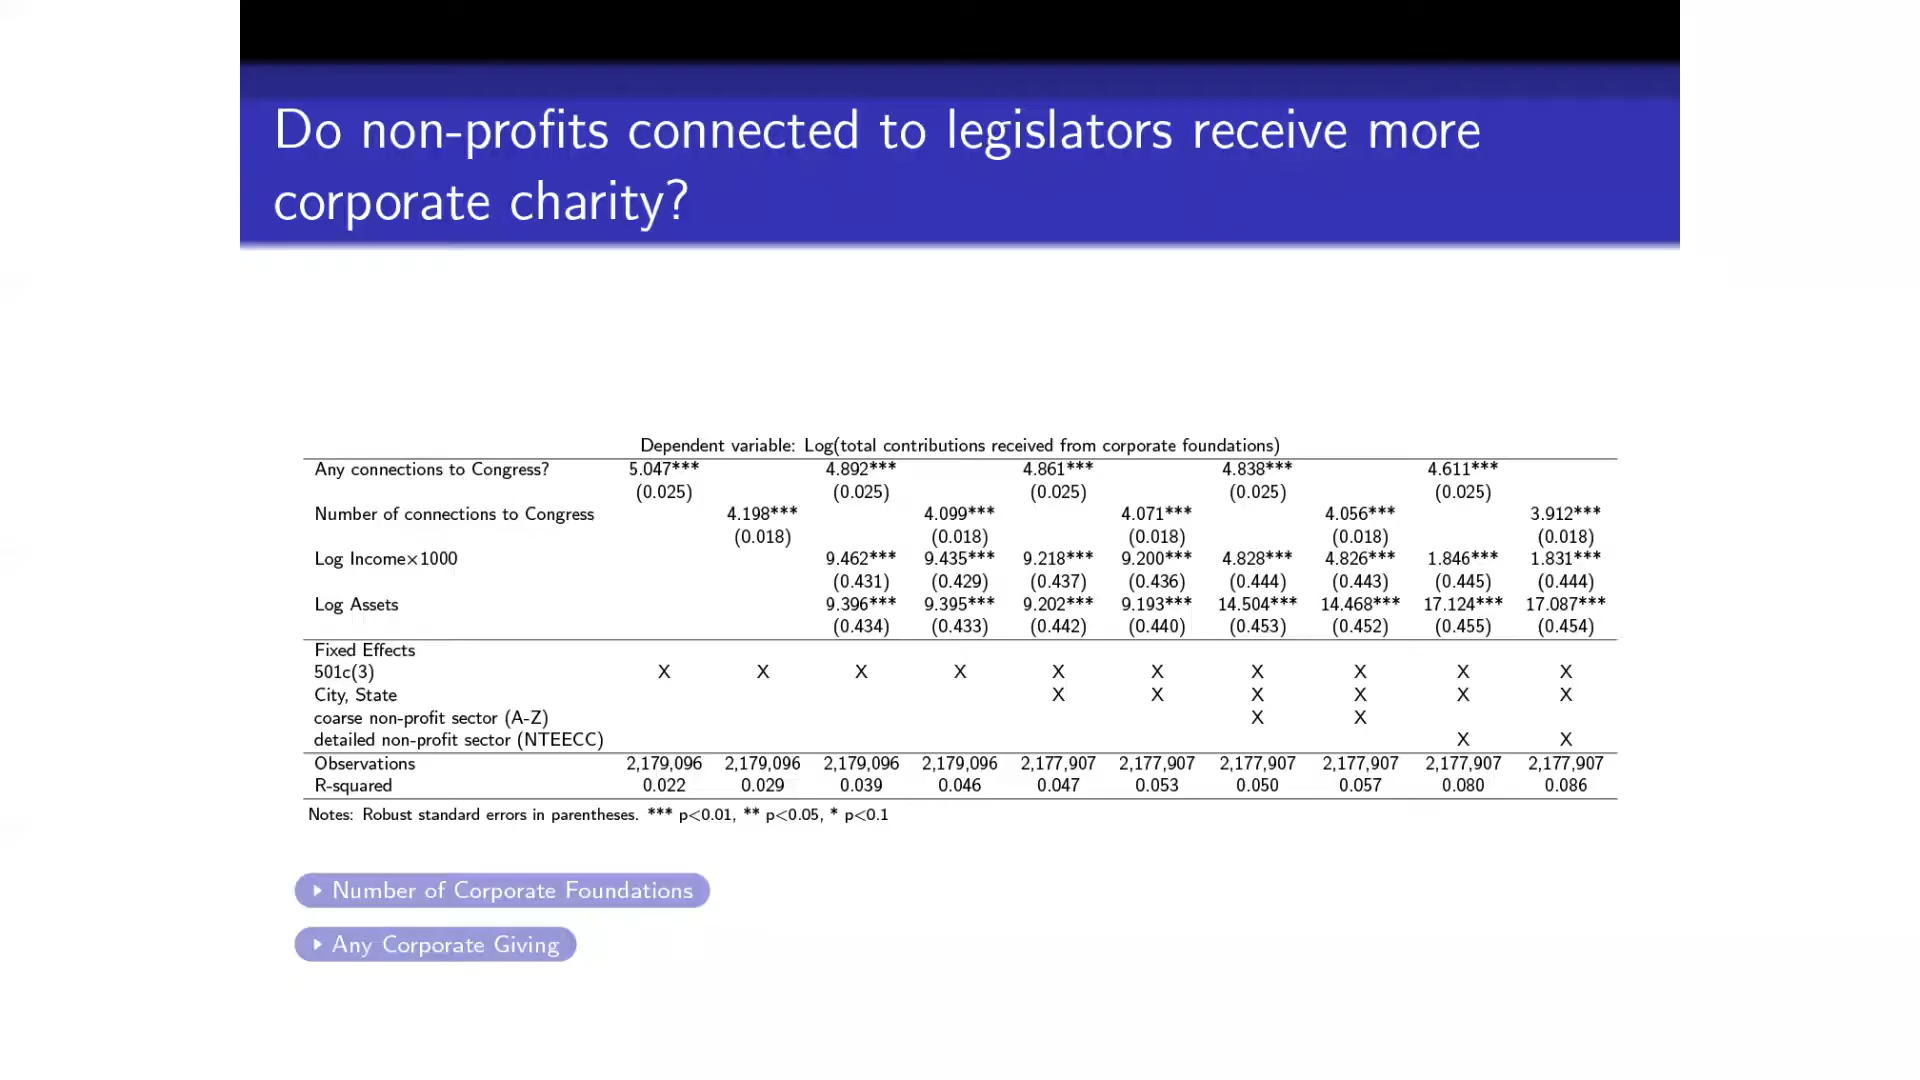 Do non-profits connected to legislators receive more
corporate charity?
Dependent variable: Log(total contributions received from corporate foundations)
Any connections to Congress? 5.047*** 4.892*** 4.861*** 4.838*** 4.611***
(0.025) (0.025) (0.025) (0.025) (0.025)
Number of connections to Congress 4.198*** 4.099*** 4.071*** 4.056*** 3.912***
(0.018) (0.018) (0.018) (0.018) (0.018)
Log Income×1000 9.462*** 9.435*** 9.218*** 9.200*** 4.828*** 4.826*** 1.846*** 1.831***
(0.431) (0.429) (0.437) (0.436) (0.444) (0.443) (0.445) (0.444)
Log Assets 9.396*** 9.395*** 9.202*** 9.193*** 14.504*** 14.468*** 17.124*** 17.087***
(0.434) (0.433) (0.442) (0.440) (0.453) (0.452) (0.455) (0.454)
Fixed Effects
501c(3) X X X X X X X X X X
City, State X X X X X X
coarse non-profit sector (A-Z) X X
detailed non-profit sector (NTEECC) X X
Observations 2,179,096 2,179,096 2,179,096 2,179,096 2,177,907 2,177,907 2,177,907 2,177,907 2,177,907 2,177,907
R-squared 0.022 0.029 0.039 0.046 0.047 0.053 0.050 0.057 0.080 0.086
Notes: Robust standard errors in parentheses. *** p<0.01, ** p<0.05, * p<0.1
Number of Corporate Foundations
Any Corporate Giving